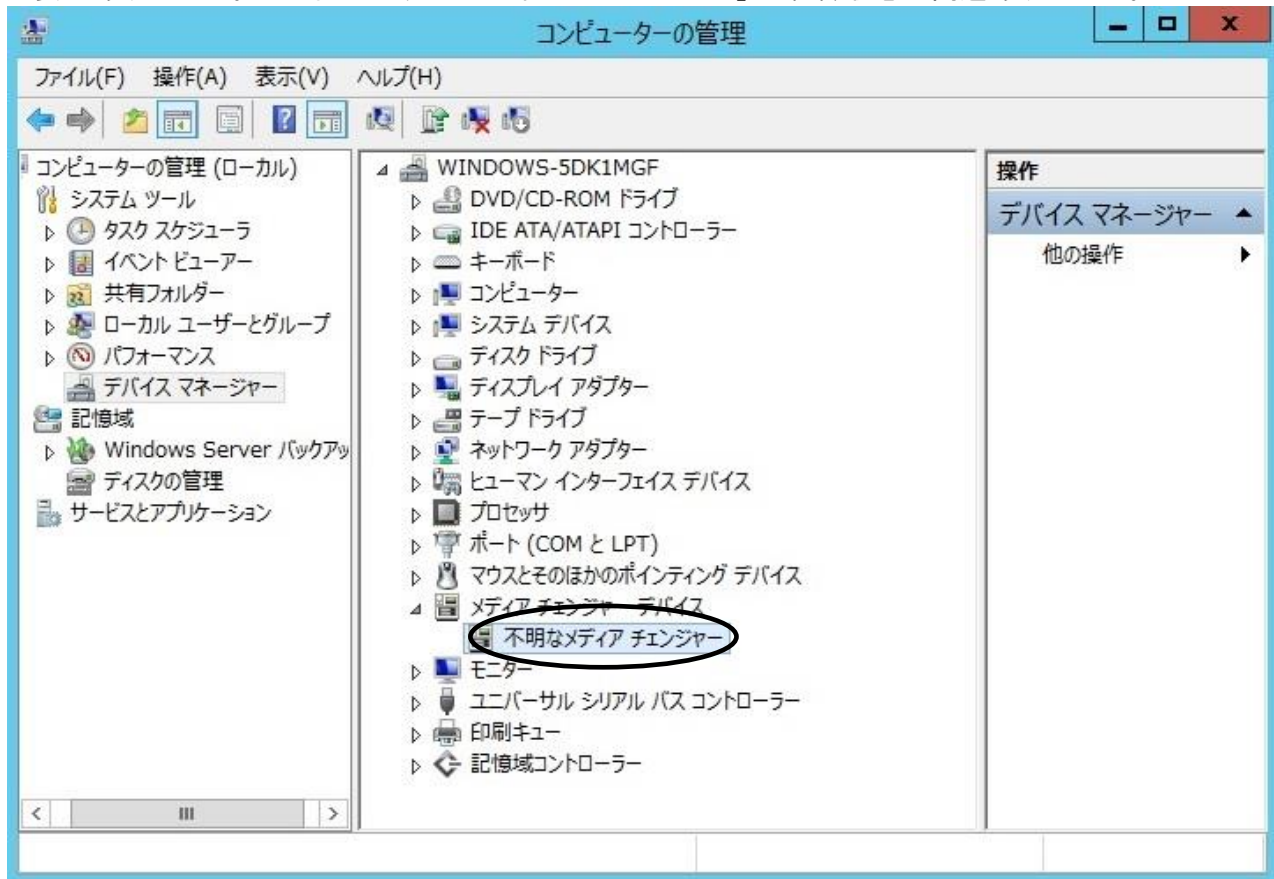 コンピューターの管理
ファイル(F) 操作(A) 表示(V) ヘルプ(H)
コンピューターの管理 (ローカル)
システム ツール
タスク スケジューラ
イベント ビューアー
共有フォルダー
ローカル ユーザーとグループ
パフォーマンス
デバイス マネージャー
記憶域
Windows Server バックアッ
ディスクの管理
サービスとアプリケーション
WINDOWS-5DK1MGF
DVD/CD-ROM ドライブ
IDE ATA/ATAPI コントローラー
キーボード
コンピューター
システム デバイス
ディスク ドライブ
ディスプレイ アダプター
テープ ドライブ
ネットワーク アダプター
ヒューマン インターフェイス デバイス
プロセッサ
ポート (COM と LPT)
マウスとそのほかのポインティング デバイス
メディア チェンジャー デバイス
不明なメディア チェンジャー
モニター
ユニバーサル シリアル バス コントローラー
印刷キュー
記憶域コントローラー
操作
デバイス マネージャー
他の操作